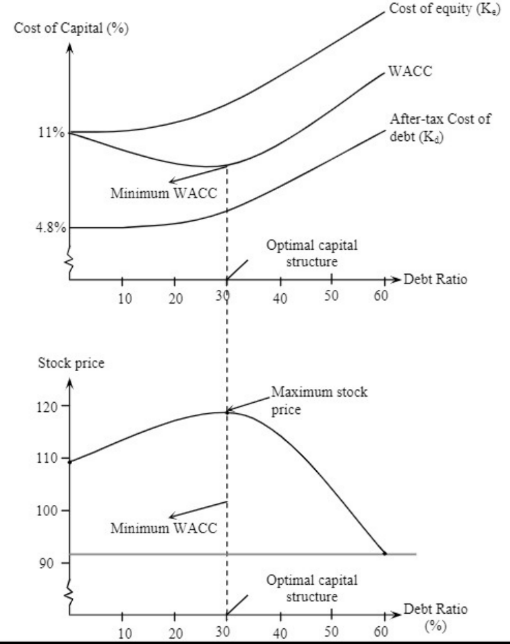 Cost of equity (Ke)
Cost of Capital (%)
WACC
After-tax Cost of
debt (Kd)
11%
Minimum WACC
4.8%
Optimal capital
structure
Debt Ratio
10 20 30 40 50 60
Stock price
Maximum stock
price
120
110
100
Minimum WACC
90
Optimal capital
structure
Debt Ratio
(%)
10 20 30 40 50 60